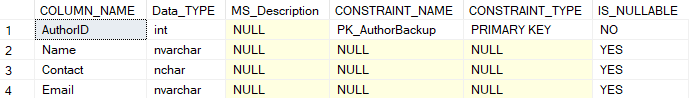 COLUMN_NAME Data_TYPE MS_Description CONSTRAINT_NAME CONSTRAINT_TYPE IS_NULLABLE
1 AuthorID int NULL PK_AuthorBackup PRIMARY KEY NO
2 Name nvarchar NULL NULL NULL YES
3 Contact nchar NULL NULL NULL YES
4 Email nvarchar NULL NULL NULL YES